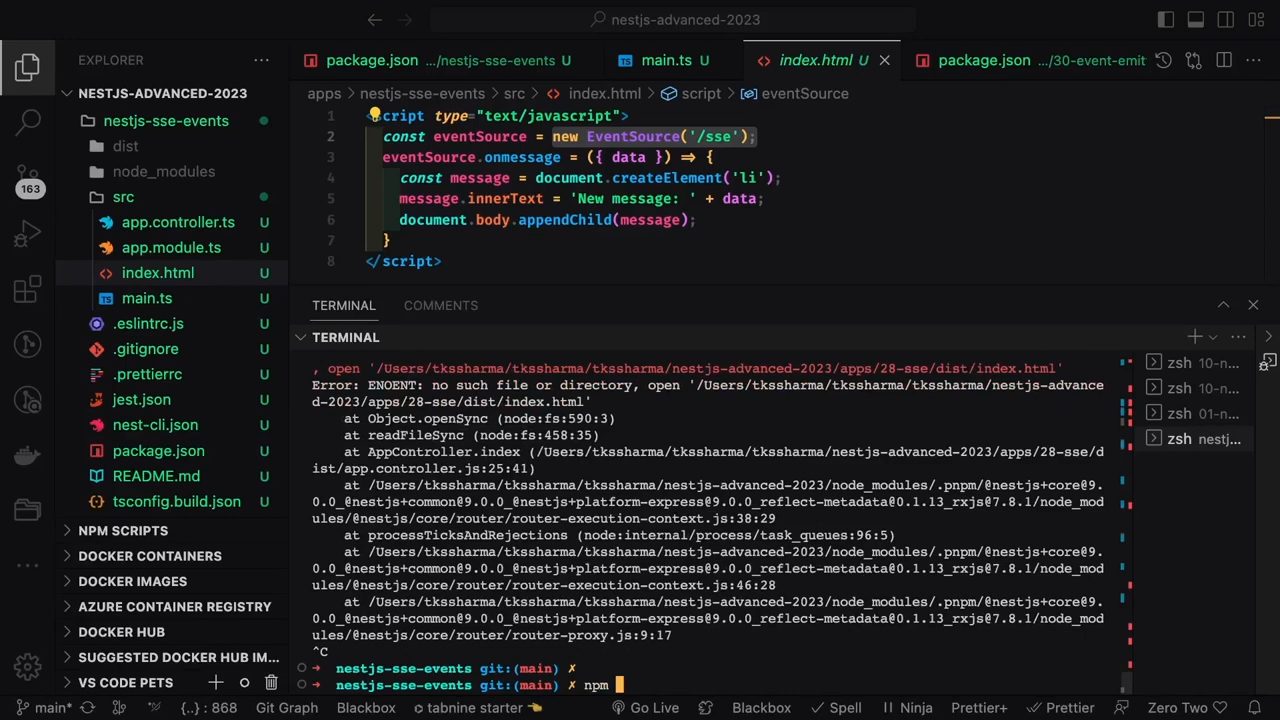 nestjs-advanced-2023
EXPLORER
NESTJS-ADVANCED-2023
nestjs-sse-events
dist
node_modules
src
app.controller.ts U
app.module.ts U
index.html U
main.ts U
.eslintrc.js U
.gitignore U
.prettierrc U
jest.json U
nest-cli.json U
package.json U
README.md U
tsconfig.build.json U
NPM SCRIPTS
DOCKER CONTAINERS
DOCKER IMAGES
AZURE CONTAINER REGISTRY
DOCKER HUB
SUGGESTED DOCKER HUB IM...
VS CODE PETS
163
package.json .../nestjs-sse-events U
main.ts U
index.html U
package.json .../30-event-emit
apps > nestjs-sse-events > src > index.html > script > eventSource
1 <script type="text/javascript">
2 const eventSource = new EventSource('/sse');
3 eventSource.onmessage = ({ data }) => {
4 const message = document.createElement('li');
5 message.innerText = 'New message: ' + data;
6 document.body.appendChild(message);
7 }
8 </script>
TERMINAL COMMENTS
TERMINAL
, open '/Users/tkssharma/tkssharma/tkssharma/nestjs-advanced-2023/apps/28-sse/dist/index.html'
Error: ENOENT: no such file or directory, open '/Users/tkssharma/tkssharma/tkssharma/nestjs-advance
d-2023/apps/28-sse/dist/index.html'
at Object.openSync (node:fs:590:3)
at readFileSync (node:fs:458:35)
at AppController.index (/Users/tkssharma/tkssharma/tkssharma/nestjs-advanced-2023/apps/28-sse/d
ist/app.controller.js:25:41)
at /Users/tkssharma/tkssharma/tkssharma/nestjs-advanced-2023/node_modules/.pnpm/@nestjs+core@9.
0.0_@nestjs+common@9.0.0_@nestjs+platform-express@9.0.0_reflect-metadata@0.1.13_rxjs@7.8.1/node_mod
ules/@nestjs/core/router/router-execution-context.js:38:29
at processTicksAndRejections (node:internal/process/task_queues:96:5)
at /Users/tkssharma/tkssharma/tkssharma/nestjs-advanced-2023/node_modules/.pnpm/@nestjs+core@9.
0.0_@nestjs+common@9.0.0_@nestjs+platform-express@9.0.0_reflect-metadata@0.1.13_rxjs@7.8.1/node_mod
ules/@nestjs/core/router/router-execution-context.js:46:28
at /Users/tkssharma/tkssharma/tkssharma/nestjs-advanced-2023/node_modules/.pnpm/@nestjs+core@9.
0.0_@nestjs+common@9.0.0_@nestjs+platform-express@9.0.0_reflect-metadata@0.1.13_rxjs@7.8.1/node_mod
ules/@nestjs/core/router/router-proxy.js:9:17
^C
➜ nestjs-sse-events git:(main) ✗
➜ nestjs-sse-events git:(main) ✗ npm
zsh 10-n...
zsh 10-n...
zsh 01-n...
zsh nestj...
main* {..} : 868 Git Graph Blackbox tabnine starter Go Live Blackbox Spell Ninja Prettier+ Prettier Zero Two